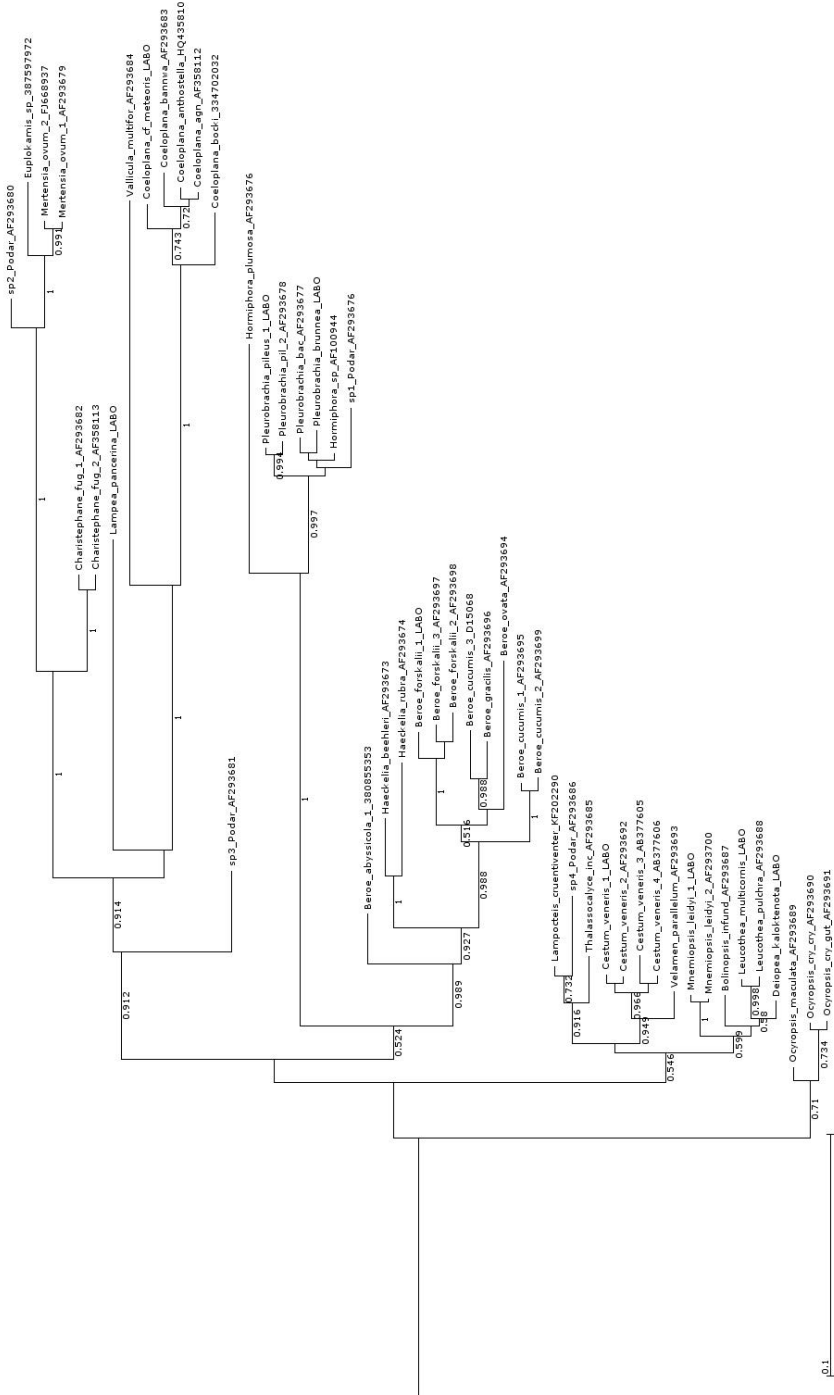 sp2_Podar_AF293680
Euplokamis_sp_387597972
Mertensia_ovum_2_FJ668937
Mertensia_ovum_1_AF293679
0.991
1
1
Charistephane_fug_1_AF293682
Charistephane_fug_2_AF358113
1
1
Lampea_pancerina_LABO
Vallicula_multifor_AF293684
Coeloplana_cf_meteoris_LABO
Coeloplana_anthostella_HQ435810
Coeloplana_agn_AF358112
0.72
0.743
Coeloplana_bocki_334702032
1
1
0.914
sp3_Podar_AF293681
0.912
Hormiphora_plumosa_AF293676
Pleurobrachia_pileus_1_LABO
Pleurobrachia_pil_2_AF293678
0.994
Pleurobrachia_bac_AF293677
Pleurobrachia_brunnea_LABO
Hormiphora_sp_AF100944
sp1_Podar_AF293676
0.997
1
Beroe_abyssicola_1_380855353
Haeckelia_beehleri_AF293673
Haeckelia_rubra_AF293674
1
Beroe_forskalii_1_LABO
Beroe_forskalii_3_AF293697
Beroe_forskalii_2_AF293698
1
Beroe_cucumis_3_D15068
Beroe_gracilis_AF293696
0.988
Beroe_ovata_AF293694
0.516
Beroe_cucumis_1_AF293695
Beroe_cucumis_2_AF293699
1
0.988
0.927
0.989
0.524
Lampocteis_cruentiventer_KF202290
sp4_Podar_AF293686
0.732
Thalassocalyce_inc_AF293685
0.916
Cestum_veneris_1_LABO
Cestum_veneris_2_AF293692
Cestum_veneris_3_AB377605
Cestum_veneris_4_AB377606
0.966
Velamen_parallelum_AF293693
0.949
Mnemiopsis_leidyi_1_LABO
Mnemiopsis_leidyi_2_AF293700
1
Bolinopsis_infund_AF293687
Leucothea_multicornis_LABO
Leucothea_pulchra_AF293688
0.998
Deiopea_kaloktenota_LABO
0.58
0.599
0.546
Ocyropsis_maculata_AF293689
Ocyropsis_cry_cry_AF293690
Ocyropsis_cry_gut_AF293691
0.734
0.71
0.1